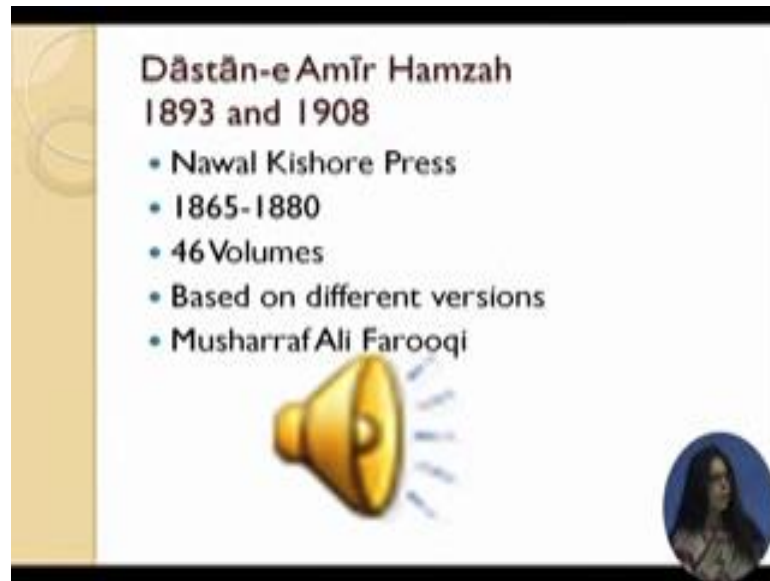 Dāstān-e Amīr Hamzah
1893 and 1908
• Nawal Kishore Press
• 1865-1880
• 46 Volumes
• Based on different versions
• Musharraf Ali Farooqi